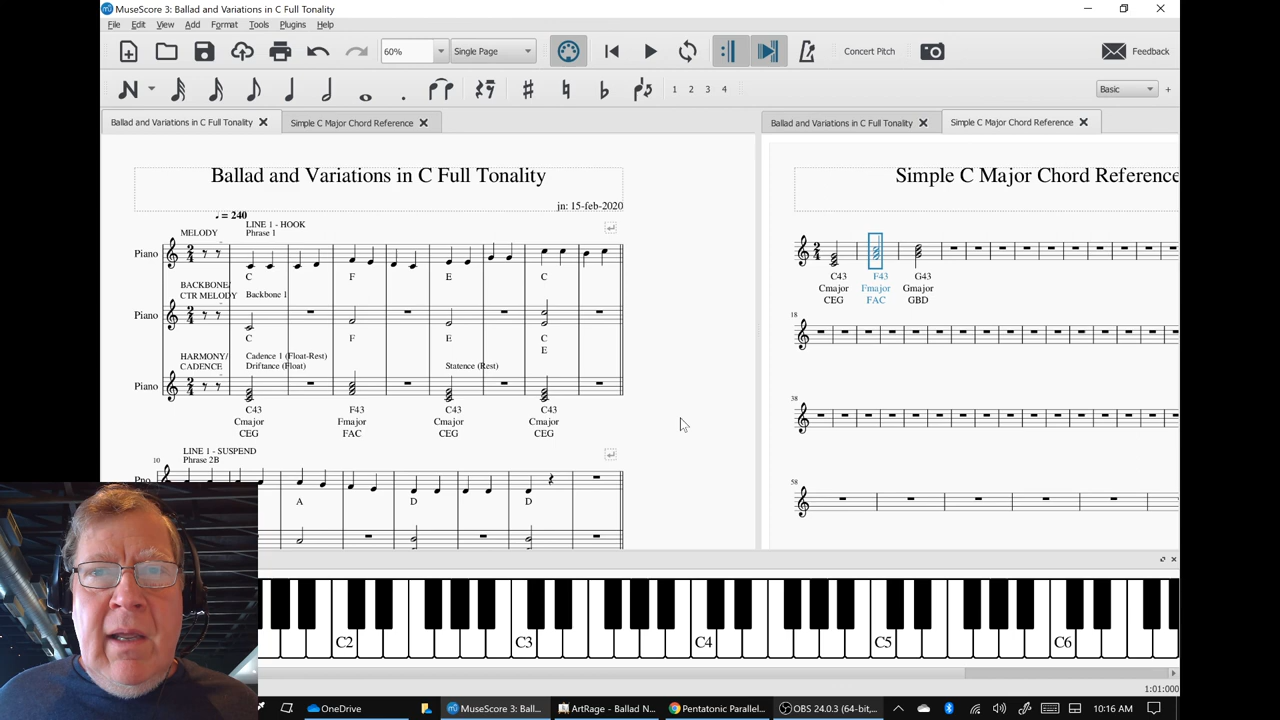 MuseScore 3: Ballad and Variations in C Full Tonality
File Edit View Add Format Tools Plugins Help
60% Single Page Concert Pitch Feedback
1 2 3 4 Basic +
Ballad and Variations in C Full Tonality Simple C Major Chord Reference Ballad and Variations in C Full Tonality Simple C Major Chord Reference
Ballad and Variations in C Full Tonality
jn: 15-feb-2020
= 240
LINE 1 - HOOK
MELODY Phrase 1
Piano
C F E C
BACKBONE/
CTR MELODY Backbone 1
Piano
C F E C
E
HARMONY/ Cadence 1 (Float-Rest)
CADENCE Driftance (Float) Statence (Rest)
Piano
C43 F43 C43 C43
Cmajor Fmajor Cmajor Cmajor
CEG FAC CEG CEG
LINE 1 - SUSPEND
10 Phrase 2B
Pno
A D D
Simple C Major Chord Reference
C43 F43 G43
Cmajor Fmajor Gmajor
CEG FAC GBD
18
38
58
C2 C3 C4 C5 C6
1:01:000
OneDrive MuseScore 3: Ball... ArtRage - Ballad N... Pentatonic Parallel... OBS 24.0.3 (64-bit,... 10:16 AM